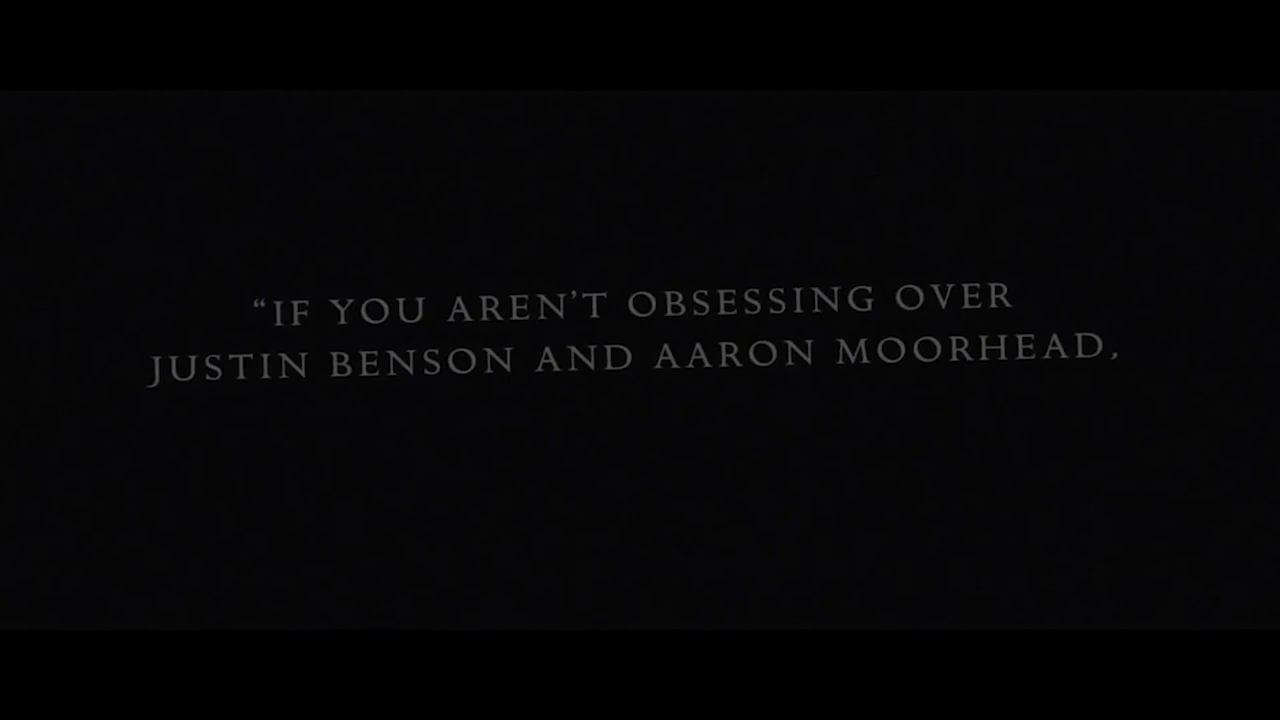 “IF YOU AREN’T OBSESSING OVER
JUSTIN BENSON AND AARON MOORHEAD,